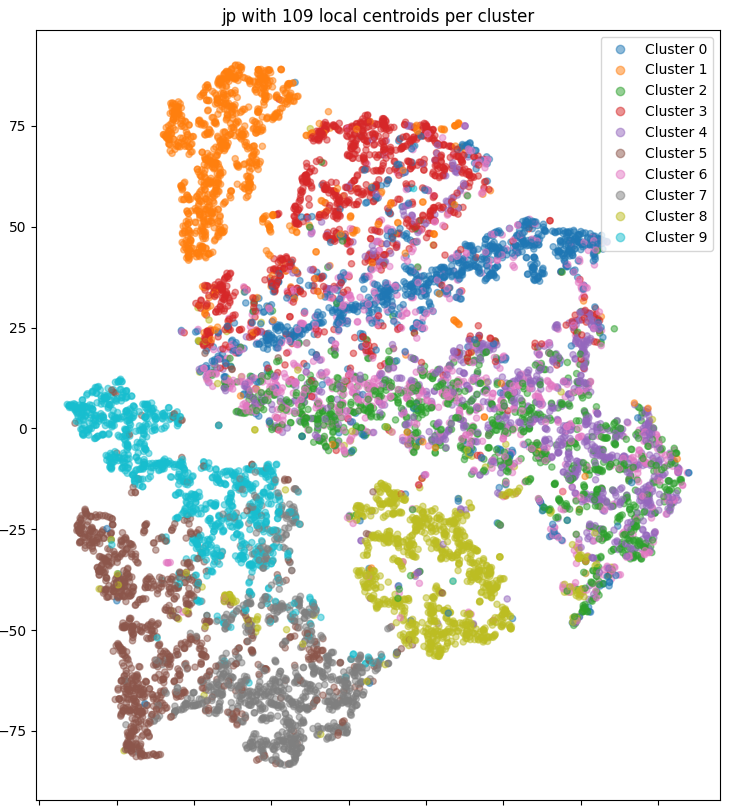 jp with 109 local centroids per cluster
Cluster 0
Cluster 1
Cluster 2
Cluster 3
Cluster 4
Cluster 5
Cluster 6
Cluster 7
Cluster 8
Cluster 9
75
50
25
0
−25
−50
−75